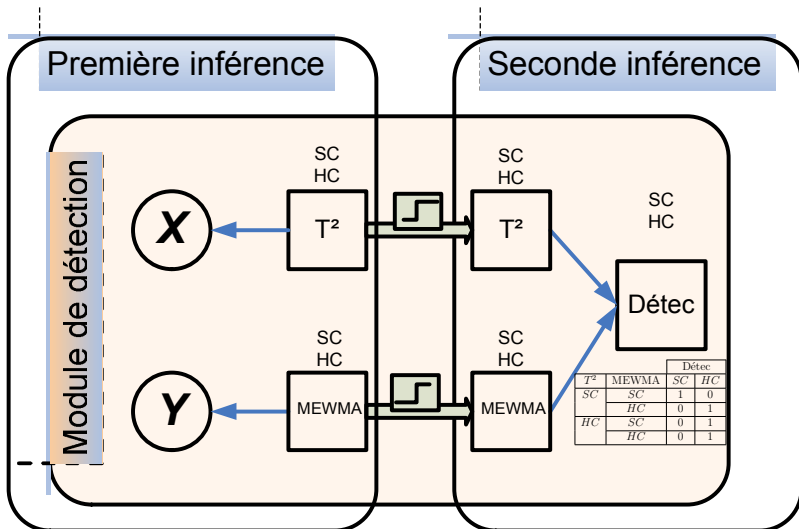 Première inférence
Seconde inférence
Module de détection
SC
HC
SC
HC
SC
HC
X
T²
T²
Détec
SC
HC
SC
HC
Y
MEWMA
MEWMA
Détec
T² MEWMA SC HC
SC SC 1 0
HC 0 1
HC SC 0 1
HC 0 1